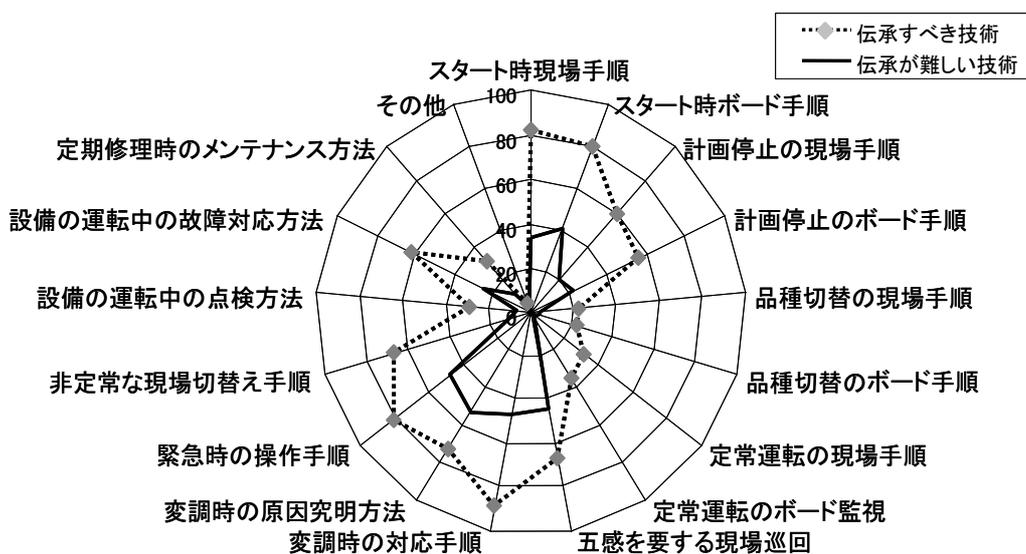 伝承すべき技術
伝承が難しい技術
スタート時現場手順
スタート時ボード手順
計画停止の現場手順
計画停止のボード手順
品種切替の現場手順
品種切替のボード手順
定常運転の現場手順
定常運転のボード監視
五感を要する現場巡回
変調時の対応手順
変調時の原因究明方法
緊急時の操作手順
非定常な現場切替え手順
設備の運転中の点検方法
設備の運転中の故障対応方法
定期修理時のメンテナンス方法
その他
100
80
60
40
20
0